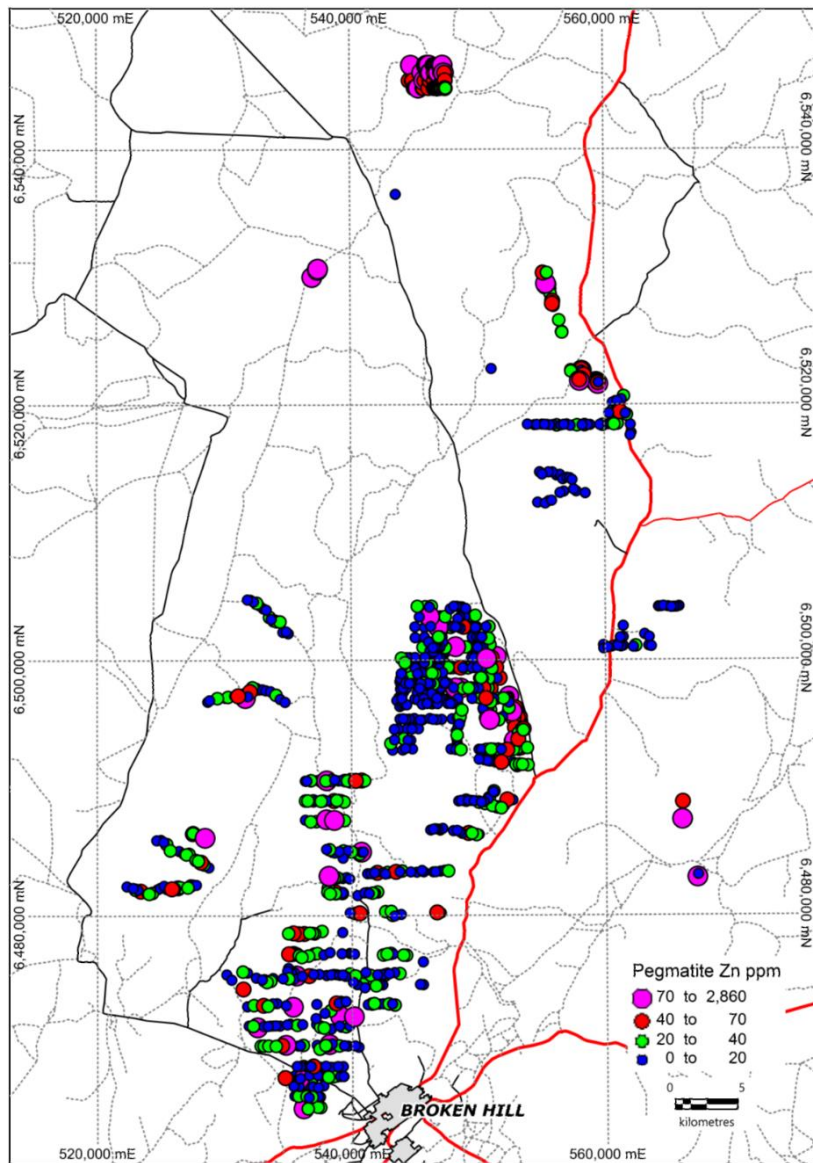 520,000 mE
540,000 mE
560,000 mE
6,540,000 mN
6,540,000 mN
6,520,000 mN
6,520,000 mN
6,500,000 mN
6,500,000 mN
6,480,000 mN
6,480,000 mN
Pegmatite Zn ppm
70 to 2,860
40 to 70
20 to 40
0 to 20
0 5
kilometres
BROKEN HILL
520,000 mE
540,000 mE
560,000 mE